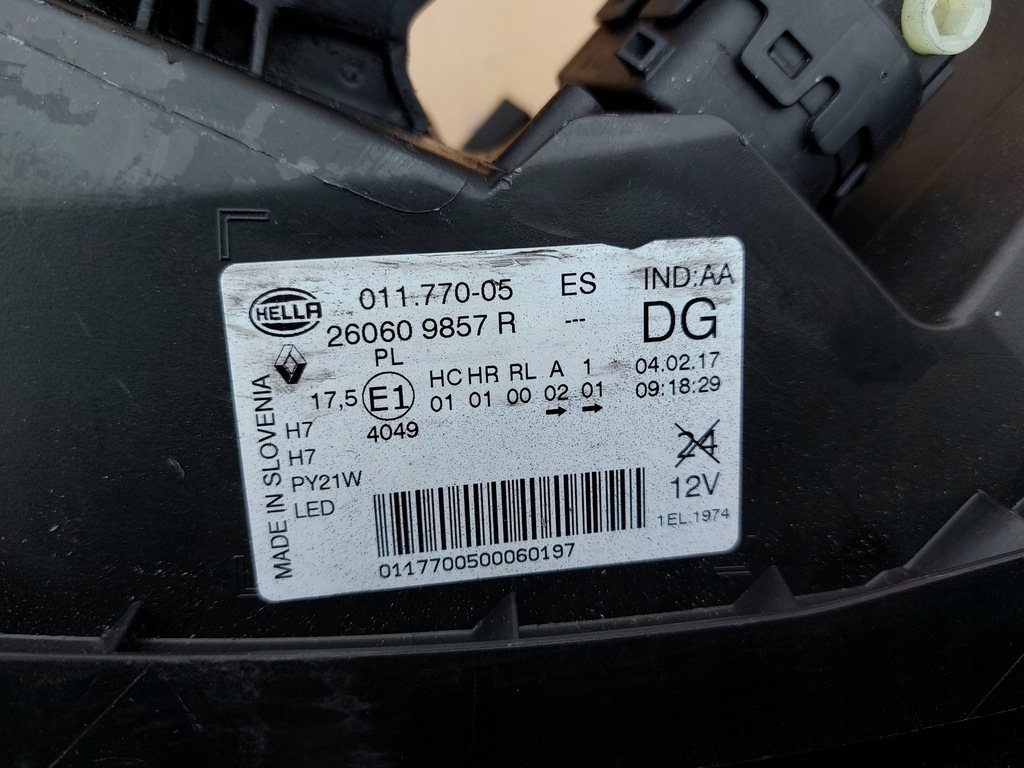 HELLA 011.770-05 ES IND:AA
26060 9857 R --- DG
PL
17,5 E1 HC HR RL A 1 04.02.17
01 01 00 02 01 09:18:29
→ →
4049
H7
H7
PY21W
LED
MADE IN SLOVENIA
24
12V
1EL.1974
0117700500060197